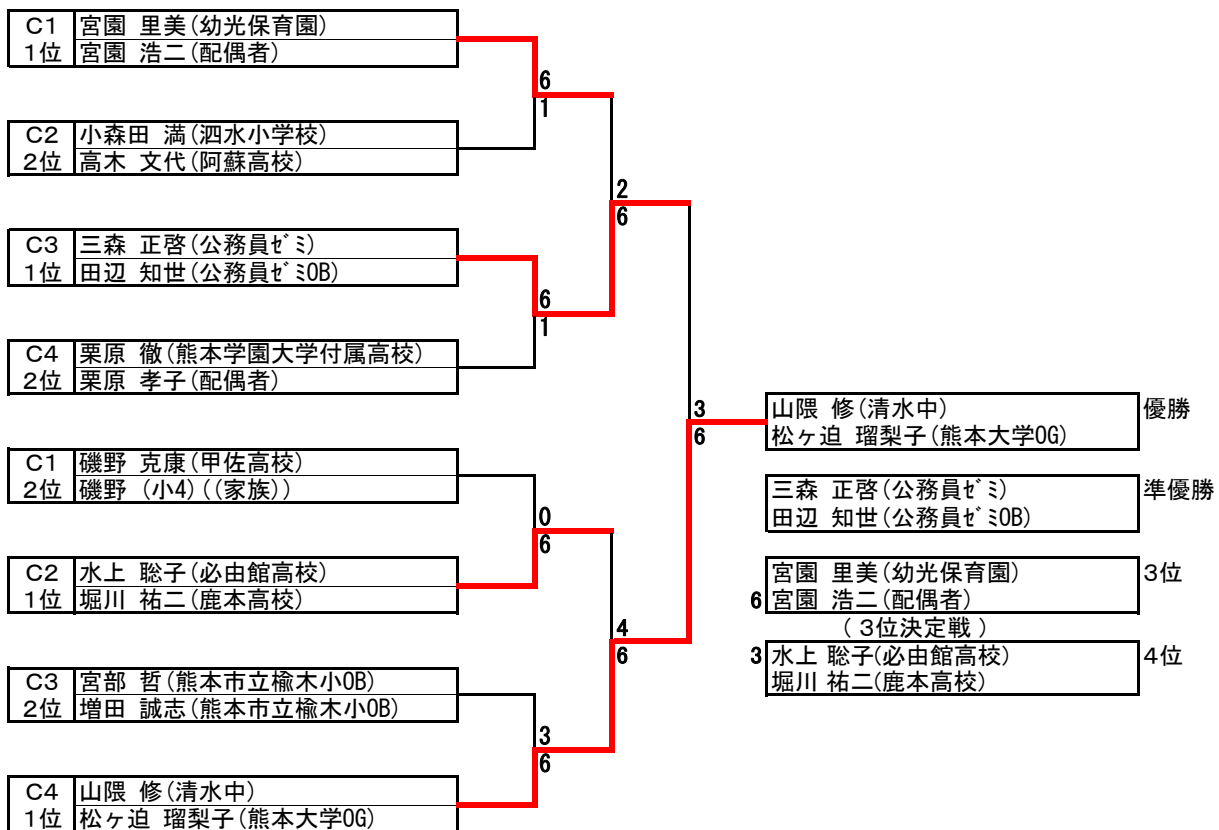 C1 宮園 里美(幼光保育園)
1位 宮園 浩二(配偶者)
6
1
C2 小森田 満(泗水小学校)
2位 高木 文代(阿蘇高校)
2
6
C3 三森 正啓(公務員ｾﾞﾐ)
1位 田辺 知世(公務員ｾﾞﾐOB)
6
1
C4 栗原 徹(熊本学園大学付属高校)
2位 栗原 孝子(配偶者)
3
6
C1 磯野 克康(甲佐高校)
2位 磯野 (小4)((家族))
0
6
C2 水上 聡子(必由館高校)
1位 堀川 祐二(鹿本高校)
4
6
C3 宮部 哲(熊本市立楡木小OB)
2位 増田 誠志(熊本市立楡木小OB)
3
6
C4 山隈 修(清水中)
1位 松ヶ迫 瑠梨子(熊本大学OG)
山隈 修(清水中) 優勝
松ヶ迫 瑠梨子(熊本大学OG)
三森 正啓(公務員ｾﾞﾐ) 準優勝
田辺 知世(公務員ｾﾞﾐOB)
宮園 里美(幼光保育園) 3位
6 宮園 浩二(配偶者)
(3位決定戦)
3 水上 聡子(必由館高校) 4位
堀川 祐二(鹿本高校)